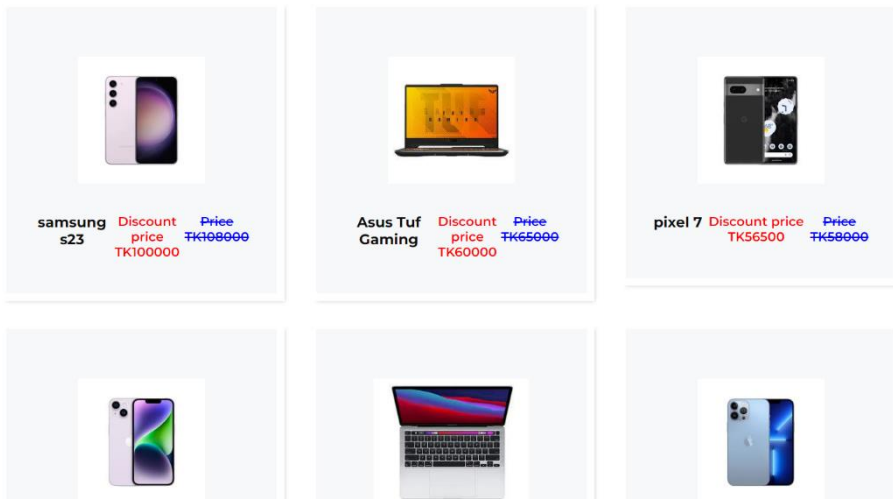 samsung s23
Discount price TK100000
Price TK108000
Asus Tuf Gaming
Discount price TK60000
Price TK65000
pixel 7
Discount price TK56500
Price TK58000